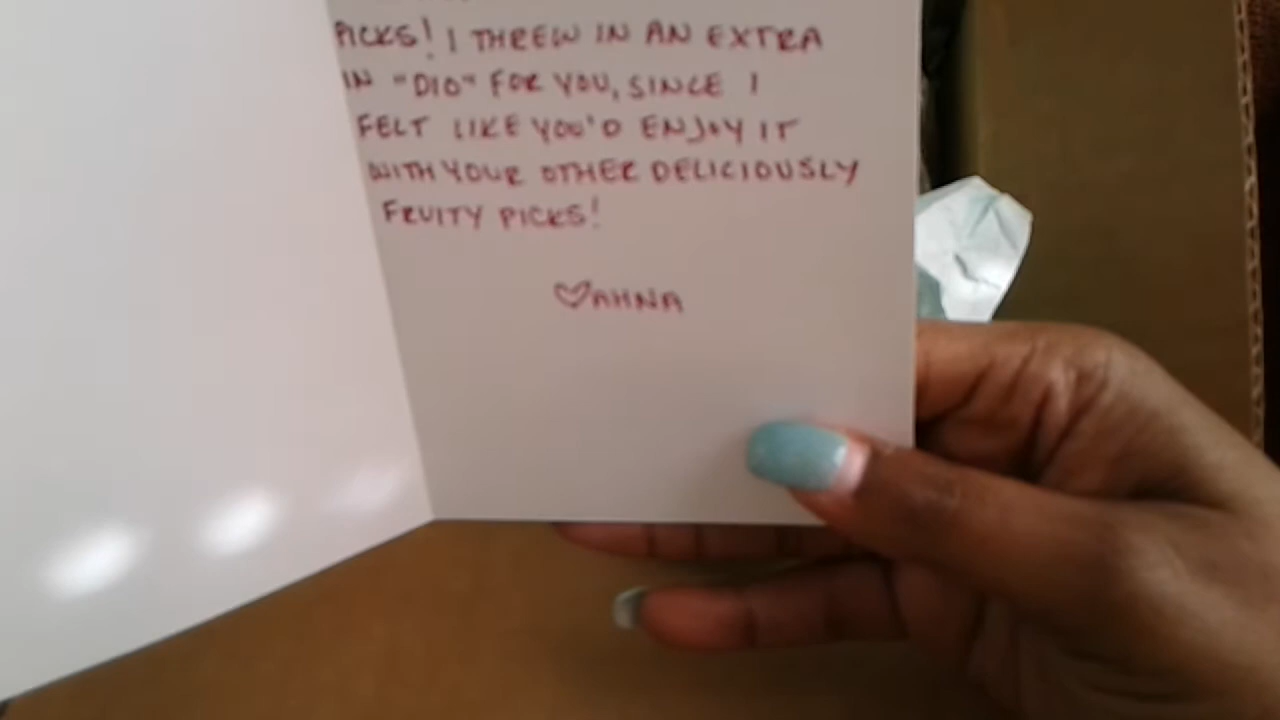 PICKS! I THREW IN AN EXTRA
IN "DIO" FOR YOU, SINCE I
FELT LIKE YOU'D ENJOY IT
WITH YOUR OTHER DELICIOUSLY
FRUITY PICKS!
♡AHNA